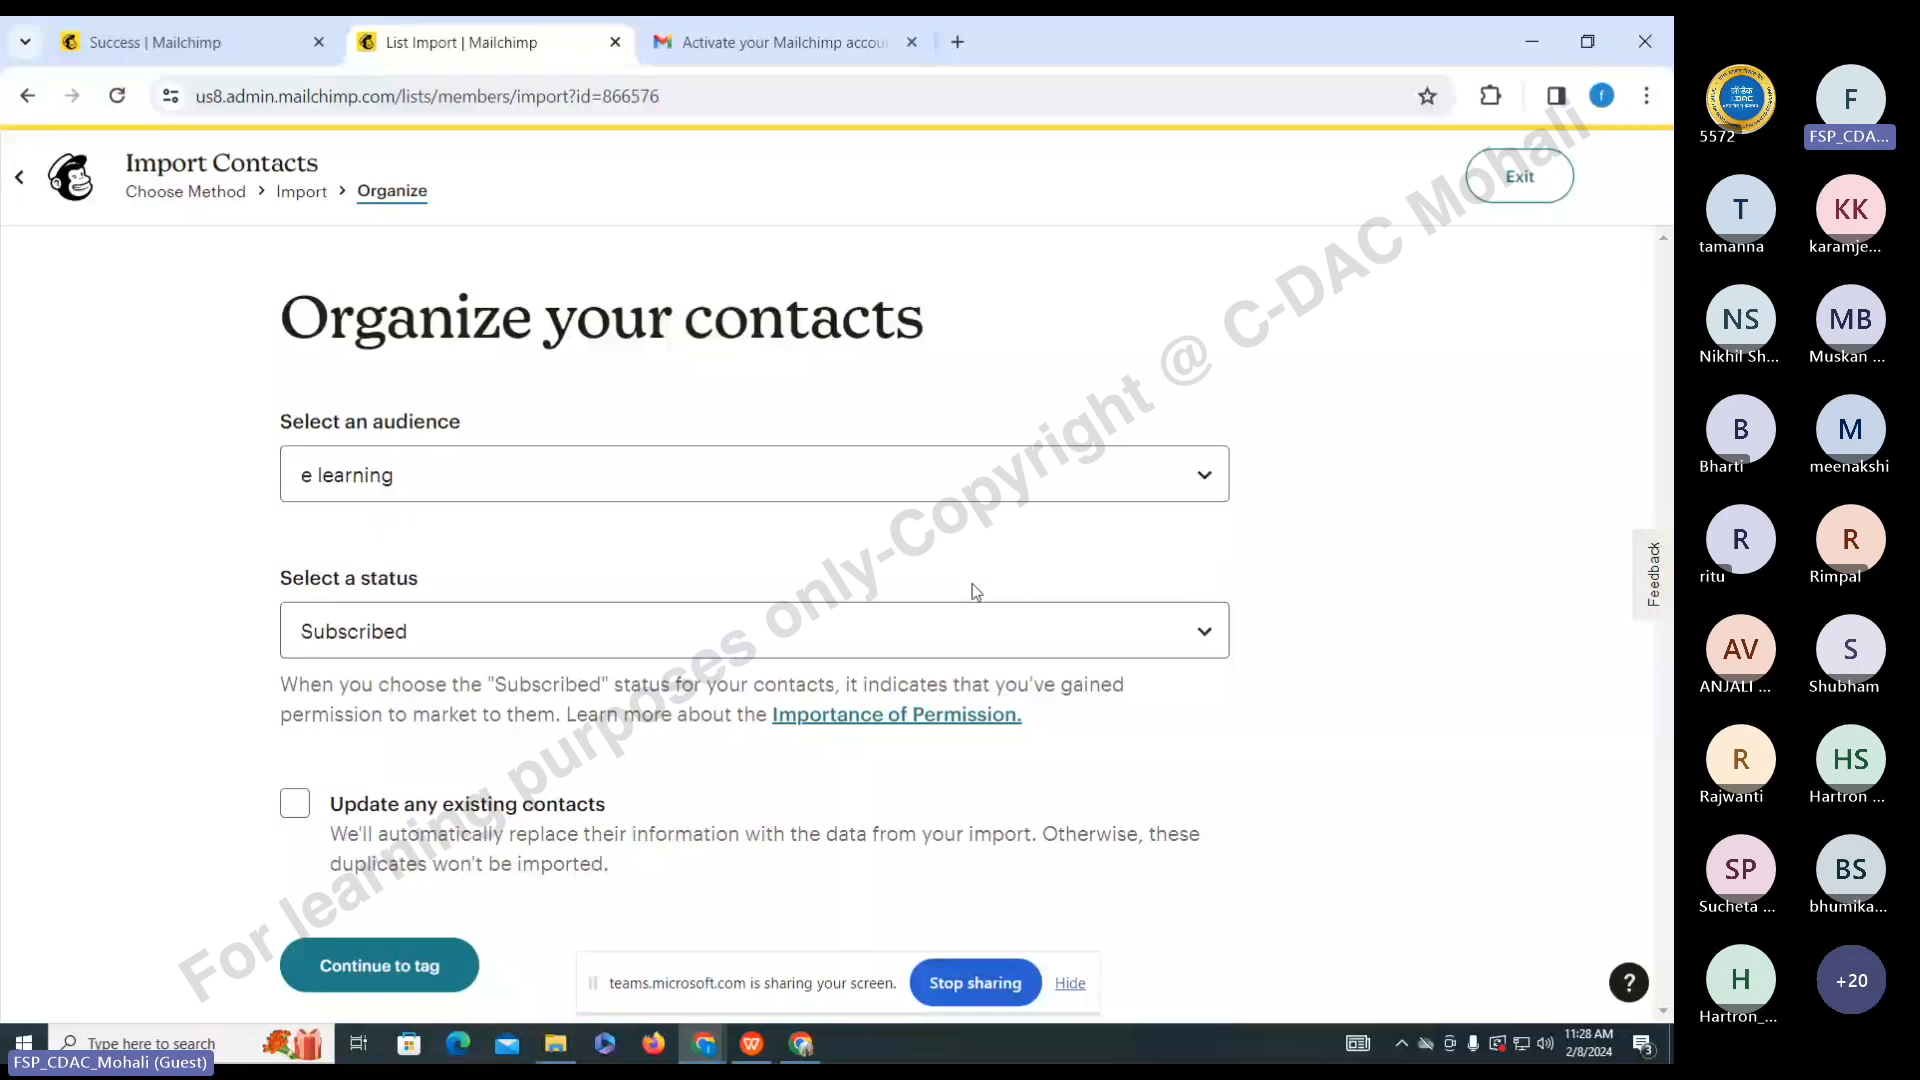 Success | Mailchimp
List Import | Mailchimp
Activate your Mailchimp accou
us8.admin.mailchimp.com/lists/members/import?id=866576
Import Contacts
Choose Method > Import > Organize
Exit
Organize your contacts
Select an audience
e learning
Select a status
Subscribed
When you choose the "Subscribed" status for your contacts, it indicates that you've gained
permission to market to them. Learn more about the Importance of Permission.
Update any existing contacts
We'll automatically replace their information with the data from your import. Otherwise, these
duplicates won't be imported.
Continue to tag
Feedback
?
teams.microsoft.com is sharing your screen.
Stop sharing
Hide
For learning purposes only-Copyright @ C-DAC Mohali
Type here to search
11:28 AM
2/8/2024
3
FSP_CDAC_Mohali (Guest)
5572
F
FSP_CDA...
T
tamanna
KK
karamje...
NS
Nikhil Sh...
MB
Muskan ...
B
Bharti
M
meenakshi
R
ritu
R
Rimpal
AV
ANJALI ...
S
Shubham
R
Rajwanti
HS
Hartron ...
SP
Sucheta ...
BS
bhumika...
H
Hartron_...
+20